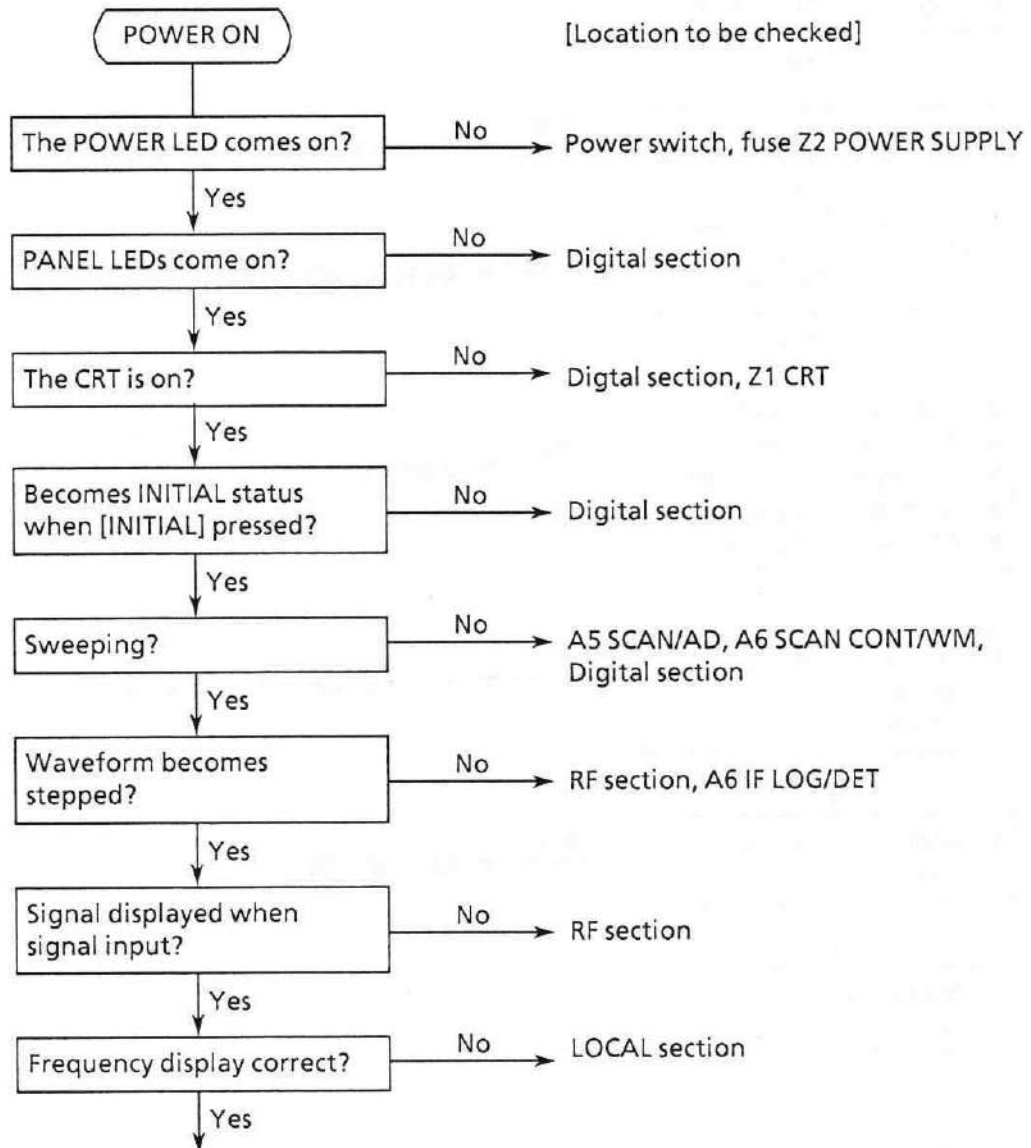 POWER ON
[Location to be checked]
The POWER LED comes on?
No
Power switch, fuse Z2 POWER SUPPLY
Yes
PANEL LEDs come on?
No
Digital section
Yes
The CRT is on?
No
Digtal section, Z1 CRT
Yes
Becomes INITIAL status
when [INITIAL] pressed?
No
Digital section
Yes
Sweeping?
No
A5 SCAN/AD, A6 SCAN CONT/WM,
Digital section
Yes
Waveform becomes
stepped?
No
RF section, A6 IF LOG/DET
Yes
Signal displayed when
signal input?
No
RF section
Yes
Frequency display correct?
No
LOCAL section
Yes